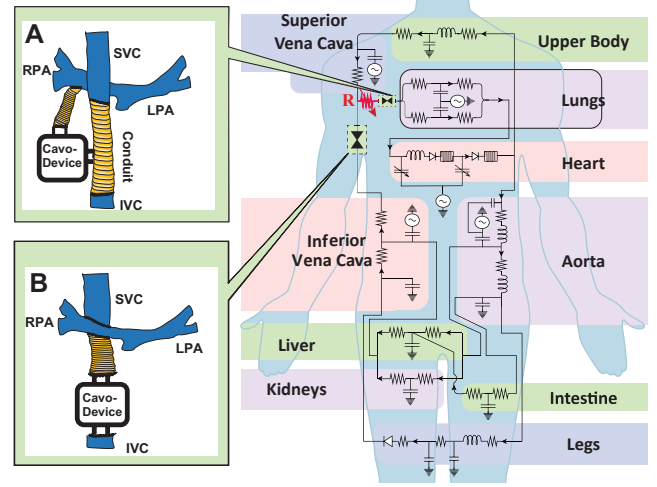 A
SVC
RPA
LPA
Conduit
Cavo-
Device
IVC
B
SVC
RPA
LPA
Cavo-
Device
IVC
Superior
Vena Cava
Upper Body
R
Lungs
Heart
Inferior
Vena Cava
Aorta
Liver
Kidneys
Intestine
Legs